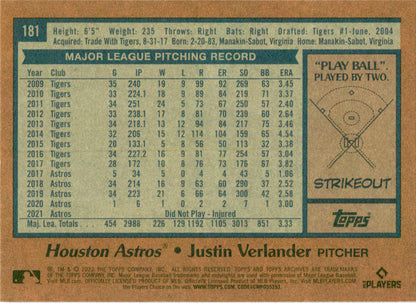 181
Height: 6'5" Weight: 235 Throws: Right Bats: Right Drafted: Tigers #1-June, 2004
Acquired: Trade With Tigers, 8-31-17 Born: 2-20-83, Manakin-Sabot, Virginia Home: Manakin-Sabot, Virginia
MAJOR LEAGUE PITCHING RECORD
Year Club G IP W L R ER SO BB ERA
2009 Tigers 35 240 19 9 99 92 269 63 3.45
2010 Tigers 33 224.1 18 9 89 84 219 71 3.37
2011 Tigers 34 251 24 5 73 67 250 57 2.40
2012 Tigers 33 238.1 17 8 81 70 239 60 2.64
2013 Tigers 34 218.1 13 12 94 84 217 75 3.46
2014 Tigers 32 206 15 12 114 104 159 65 4.54
2015 Tigers 20 133.1 5 8 56 50 113 32 3.38
2016 Tigers 34 227.2 16 9 81 77 254 57 3.04
2017 Tigers 28 172 10 8 76 73 176 67 3.82
2017 Astros 5 34 5 0 4 4 43 5 1.06
2018 Astros 34 214 16 9 63 60 290 37 2.52
2019 Astros 34 223 21 6 66 64 300 42 2.58
2020 Astros 1 6 1 0 2 2 7 1 3.00
2021 Astros Did Not Play - Injured
Maj. Lea. Totals 454 2988 226 129 1192 1105 3013 851 3.33
"PLAY BALL".
PLAYED BY TWO.
STRIKEOUT
Topps
Houston Astros® • Justin Verlander PITCHER
MLB PLAYERS